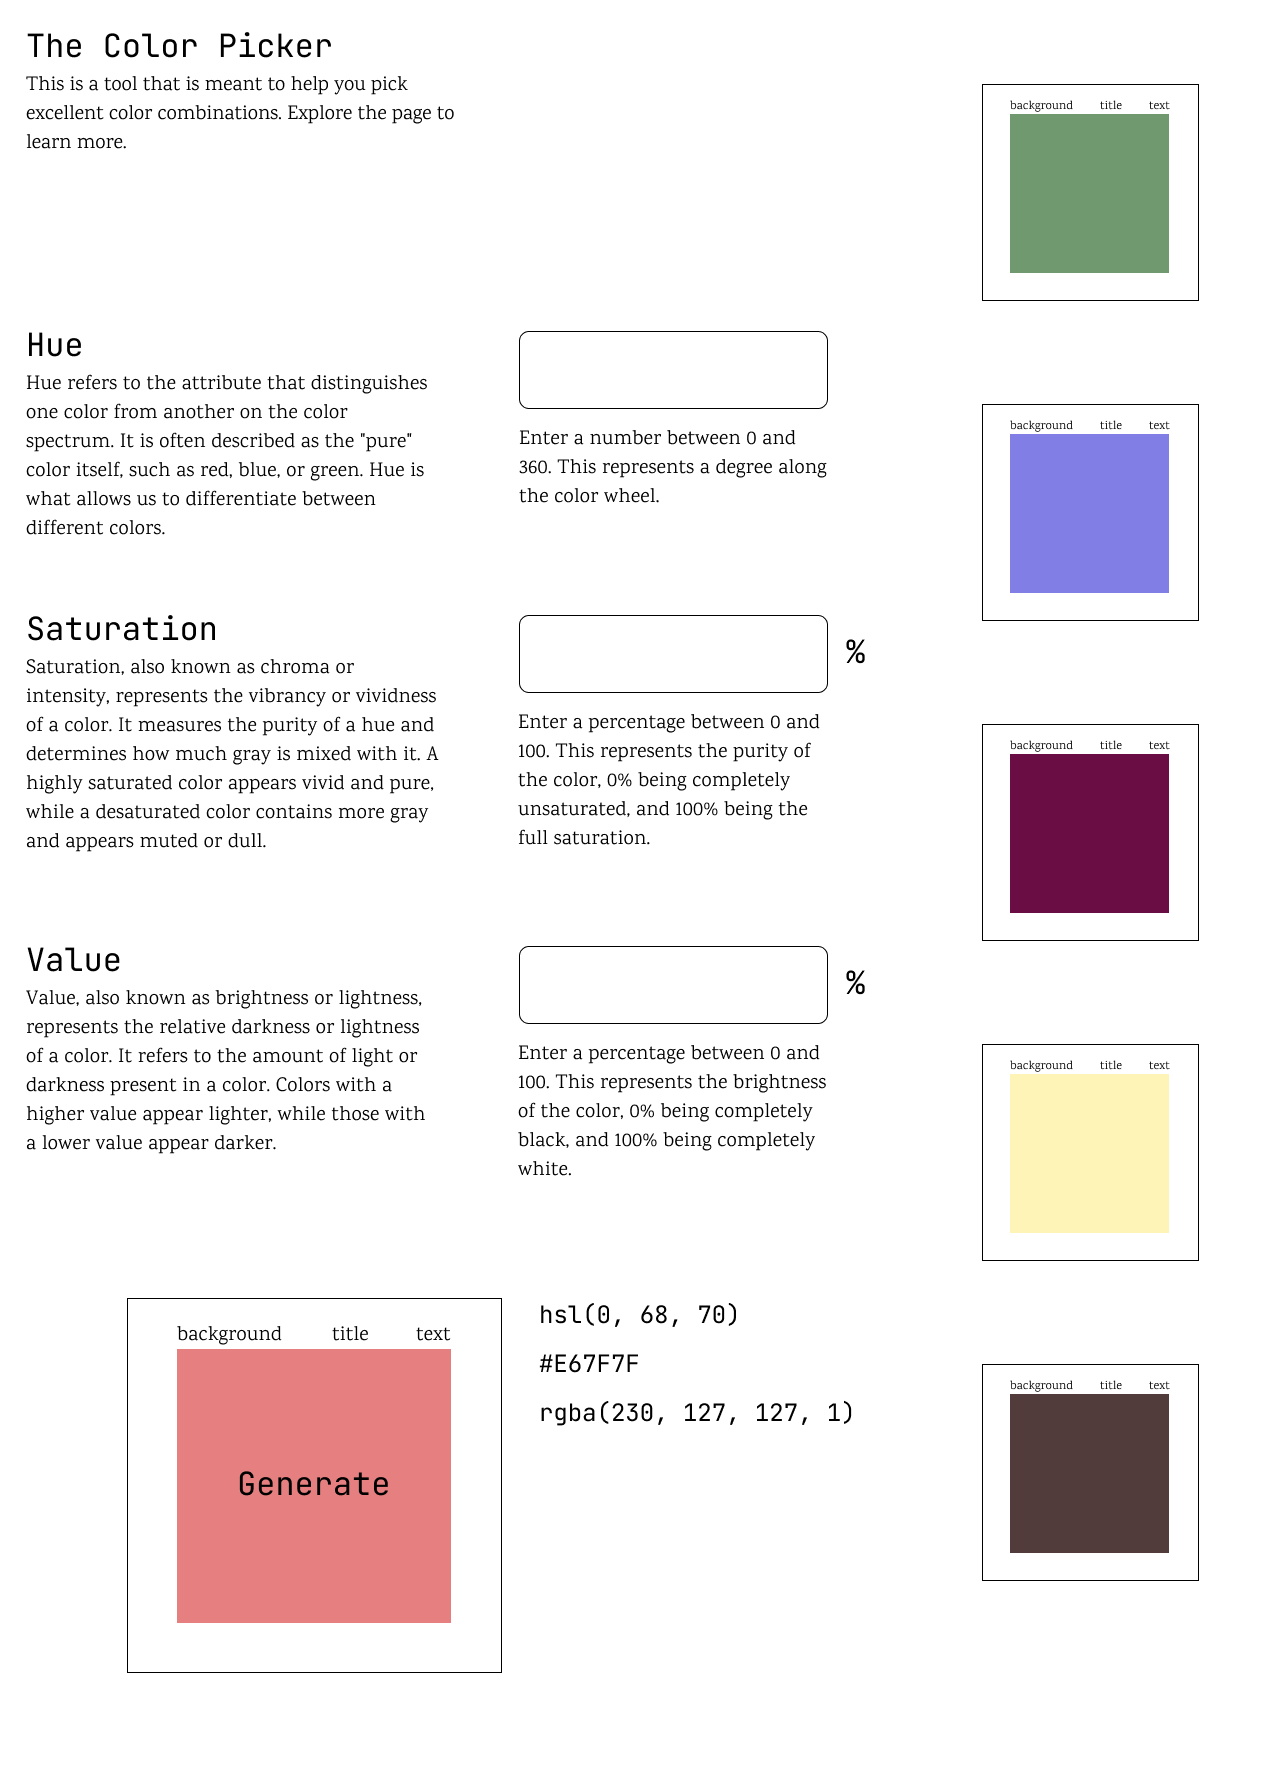 The Color Picker
This is a tool that is meant to help you pick
excellent color combinations. Explore the page to
learn more.
Hue
Hue refers to the attribute that distinguishes
one color from another on the color
spectrum. It is often described as the "pure"
color itself, such as red, blue, or green. Hue is
what allows us to differentiate between
different colors.
Enter a number between 0 and
360. This represents a degree along
the color wheel.
Saturation
Saturation, also known as chroma or
intensity, represents the vibrancy or vividness
of a color. It measures the purity of a hue and
determines how much gray is mixed with it. A
highly saturated color appears vivid and pure,
while a desaturated color contains more gray
and appears muted or dull.
%
Enter a percentage between 0 and
100. This represents the purity of
the color, 0% being completely
unsaturated, and 100% being the
full saturation.
Value
Value, also known as brightness or lightness,
represents the relative darkness or lightness
of a color. It refers to the amount of light or
darkness present in a color. Colors with a
higher value appear lighter, while those with
a lower value appear darker.
%
Enter a percentage between 0 and
100. This represents the brightness
of the color, 0% being completely
black, and 100% being completely
white.
background title text
Generate
hsl(0, 68, 70)
#E67F7F
rgba(230, 127, 127, 1)
background title text
background title text
background title text
background title text
background title text